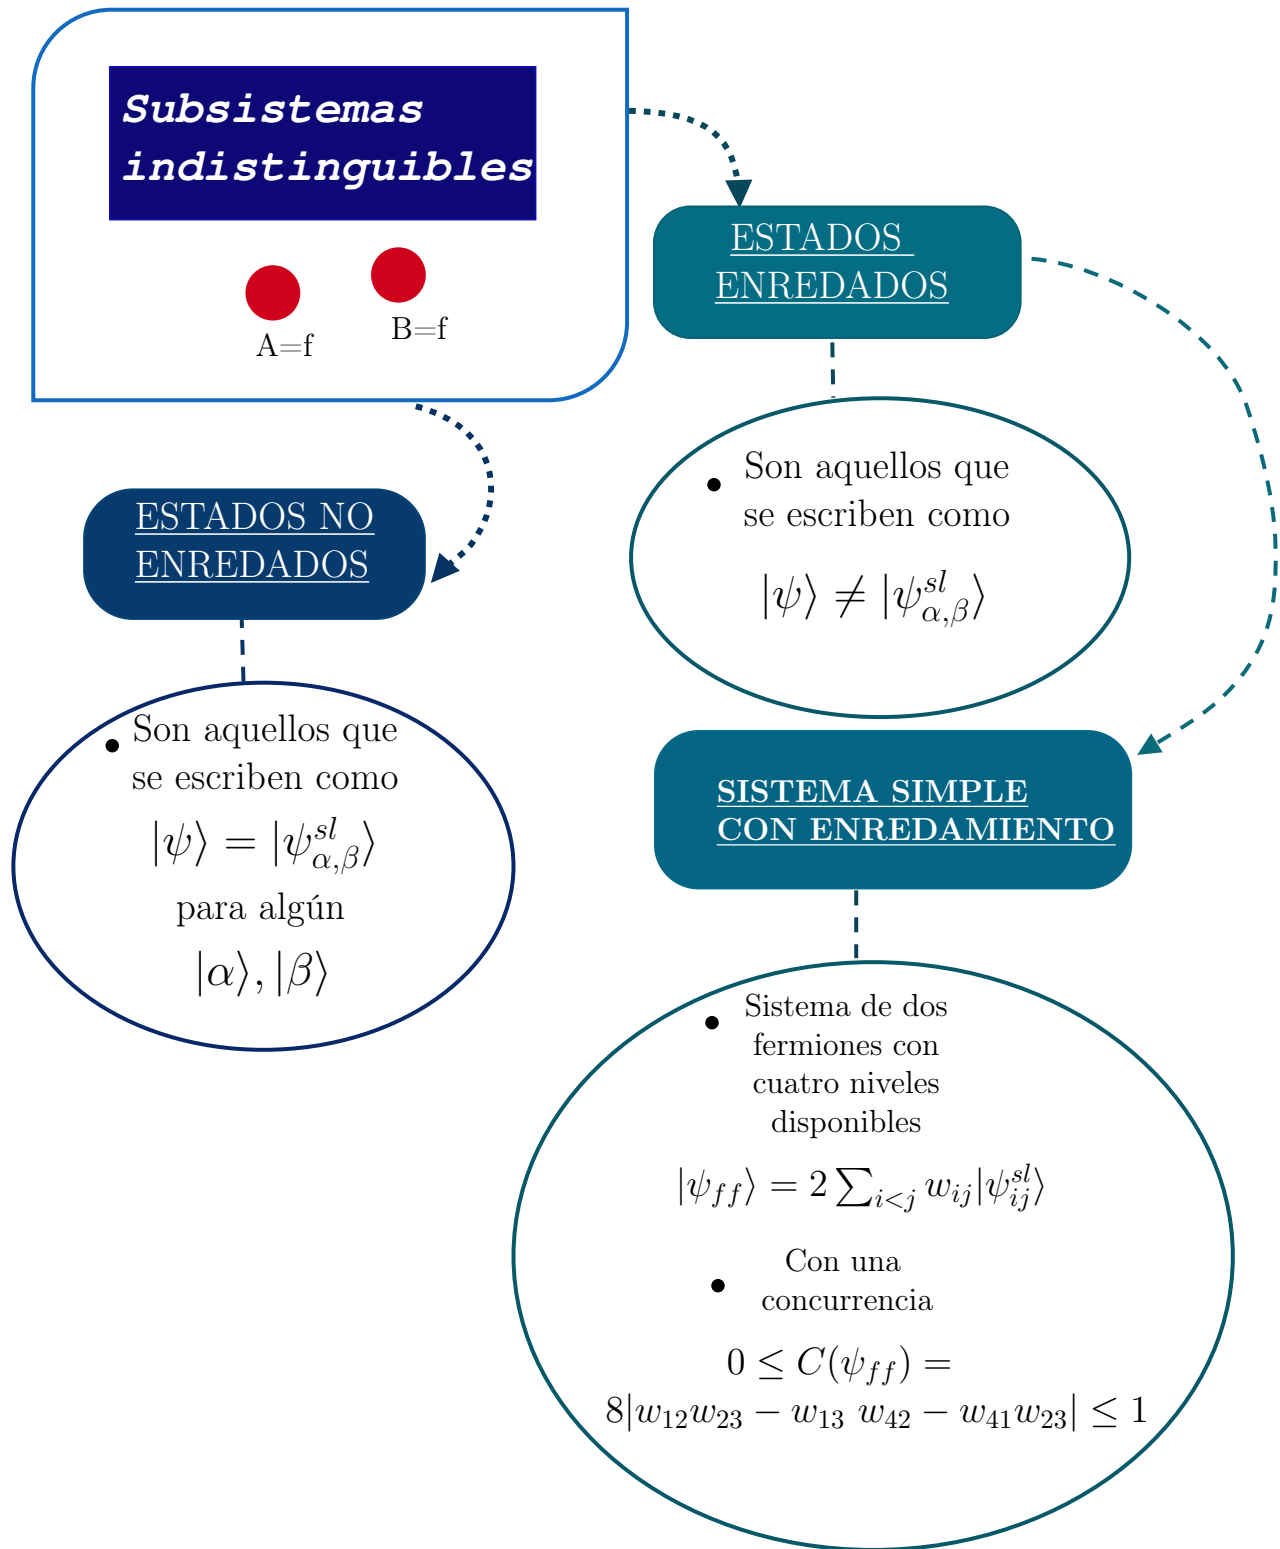 Subsistemas
indistinguibles
A=f
B=f
ESTADOS NO
ENREDADOS
• Son aquellos que
se escriben como
|ψ⟩ = |ψ^{sl}_{α,β}⟩
para algún
|α⟩, |β⟩
ESTADOS
ENREDADOS
• Son aquellos que
se escriben como
|ψ⟩ ≠ |ψ^{sl}_{α,β}⟩
SISTEMA SIMPLE
CON ENREDAMIENTO
• Sistema de dos
fermiones con
cuatro niveles
disponibles
|ψ_{ff}⟩ = 2 ∑_{i<j} w_{ij}|ψ^{sl}_{ij}⟩
• Con una
concurrencia
0 ≤ C(ψ_{ff}) =
8|w_{12}w_{23} − w_{13} w_{42} − w_{41}w_{23}| ≤ 1